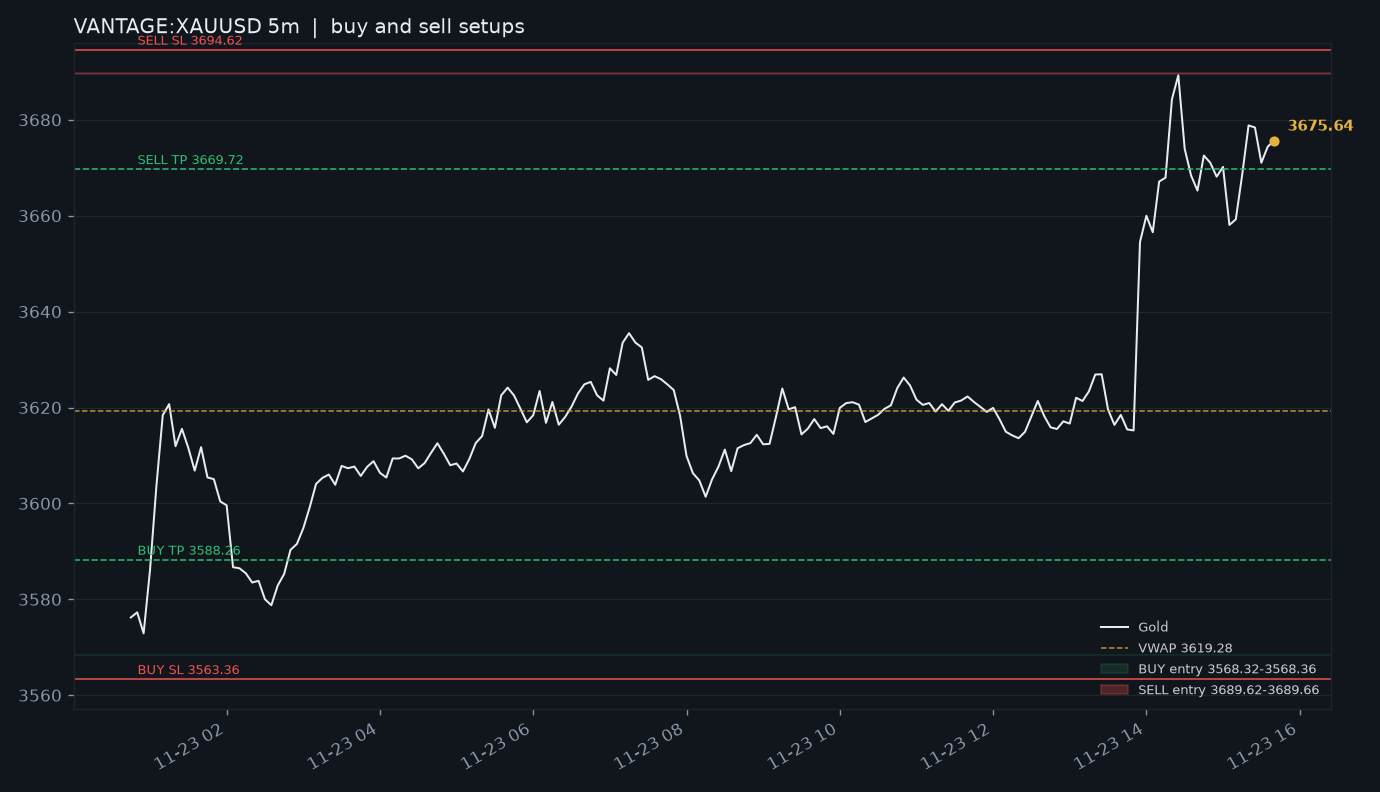 VANTAGE:XAUUSD 5m | buy and sell setups
SELL SL 3694.62
3680
3675.64
SELL TP 3669.72
3660
3640
3620
3600
BUY TP 3588.26
3580
BUY SL 3563.36
3560
Gold
VWAP 3619.28
BUY entry 3568.32-3568.36
SELL entry 3689.62-3689.66
11-23 02
11-23 04
11-23 06
11-23 08
11-23 10
11-23 12
11-23 14
11-23 16